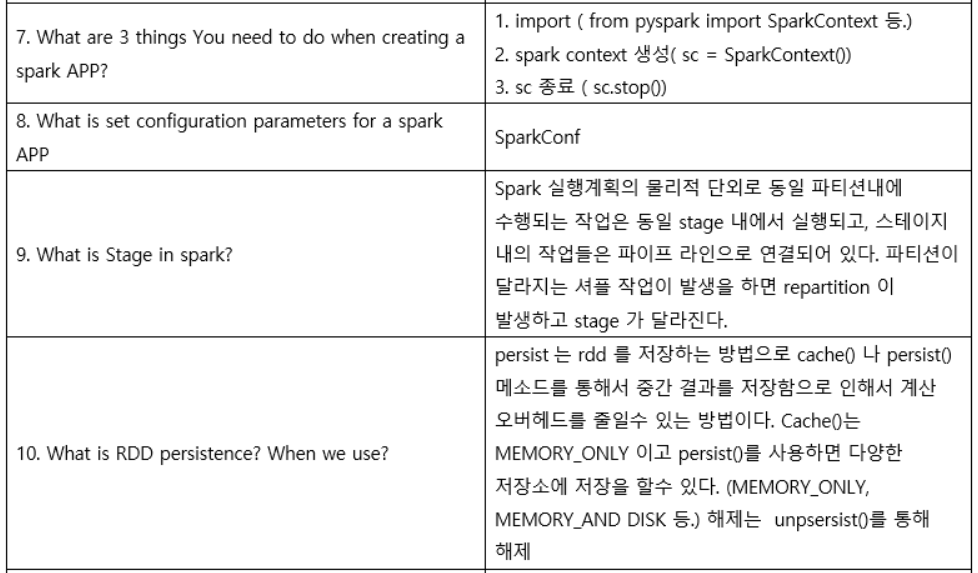 7. What are 3 things You need to do when creating a
spark APP?
1. import ( from pyspark import SparkContext 등.)
2. spark context 생성( sc = SparkContext())
3. sc 종료 ( sc.stop())
8. What is set configuration parameters for a spark
APP
SparkConf
9. What is Stage in spark?
Spark 실행계획의 물리적 단외로 동일 파티션내에
수행되는 작업은 동일 stage 내에서 실행되고, 스테이지
내의 작업들은 파이프 라인으로 연결되어 있다. 파티션이
달라지는 셔플 작업이 발생을 하면 repartition 이
발생하고 stage 가 달라진다.
10. What is RDD persistence? When we use?
persist 는 rdd 를 저장하는 방법으로 cache() 나 persist()
메소드를 통해서 중간 결과를 저장함으로 인해서 계산
오버헤드를 줄일수 있는 방법이다. Cache()는
MEMORY_ONLY 이고 persist()를 사용하면 다양한
저장소에 저장을 할수 있다. (MEMORY_ONLY,
MEMORY_AND DISK 등.) 해제는 unpsersist()를 통해
해제